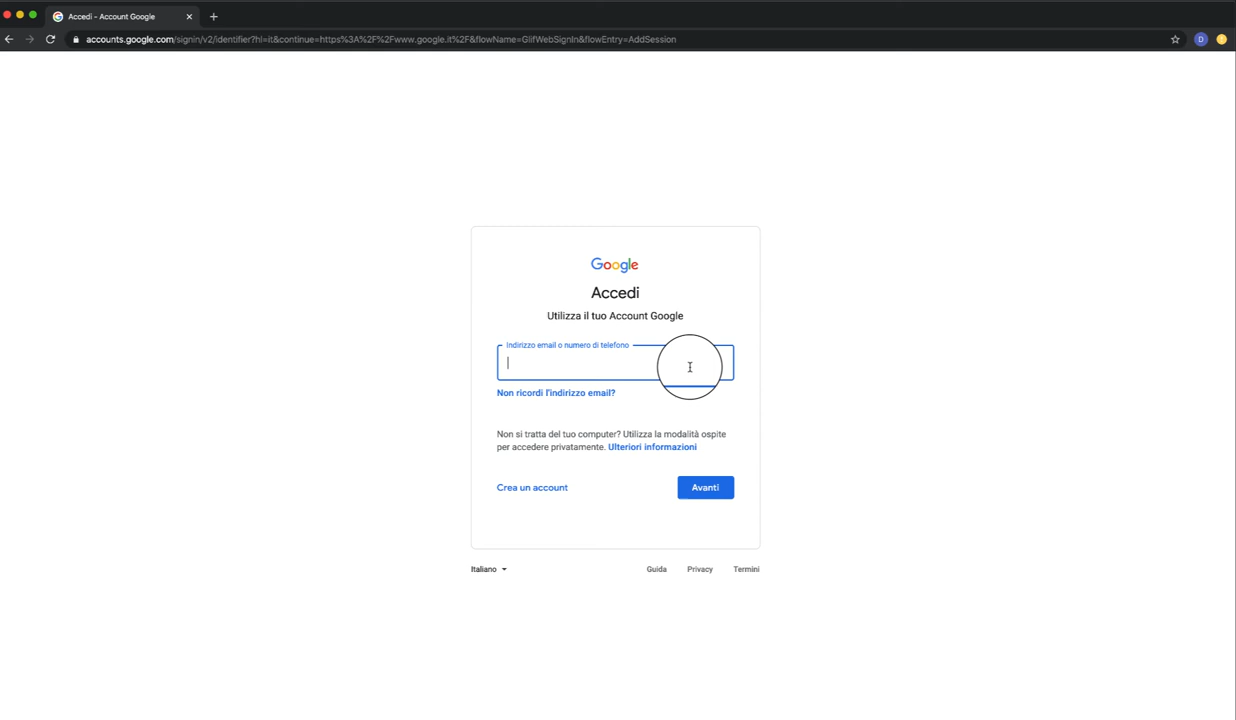 Accedi - Account Google
accounts.google.com/signin/v2/identifier?hl=it&continue=https%3A%2F%2Fwww.google.it%2F&flowName=GlifWebSignIn&flowEntry=AddSession
D
Google
Accedi
Utilizza il tuo Account Google
Indirizzo email o numero di telefono
Non ricordi l'indirizzo email?
Non si tratta del tuo computer? Utilizza la modalità ospite
per accedere privatamente. Ulteriori informazioni
Crea un account
Avanti
Italiano
Guida
Privacy
Termini